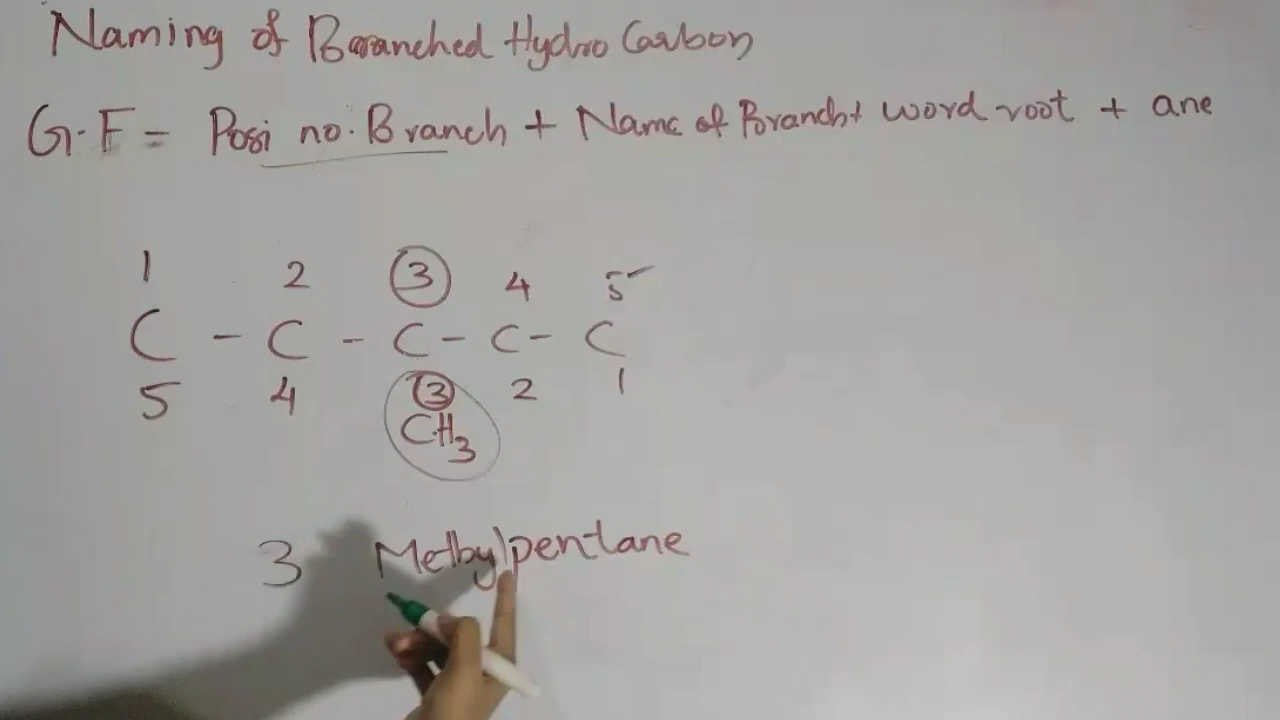 Naming of Branched Hydro Carbon
G.F = Posi no. Branch + Name of Branch + word root + ane
1 2 3 4 5
C - C - C - C - C
5 4 3 2 1
CH3
3 Methylpentane